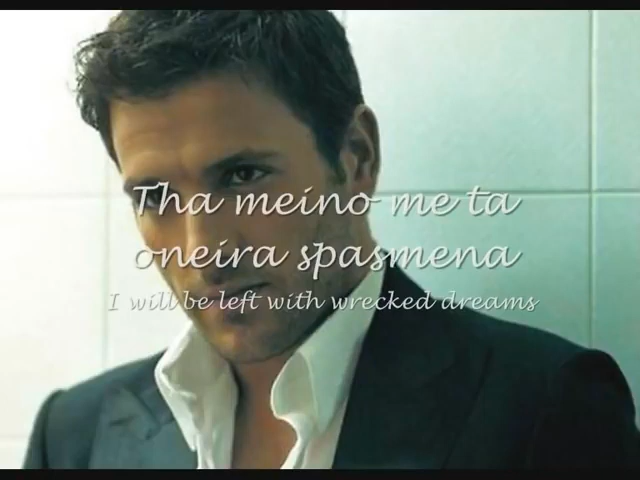 Tha meino me ta
oneira spasmena
I will be left with wrecked dreams